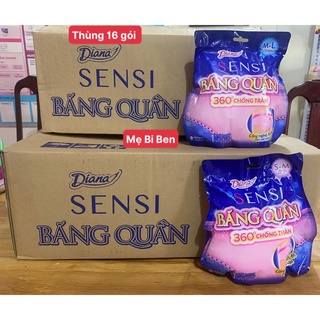 Thùng 16 gói
Diana
SENSI
BĂNG QUẦN
Diana
M-L
SENSI
BĂNG QUẦN
360° CHỐNG TRÀN
Mẹ Bi Ben
Diana
SENSI
BĂNG QUẦN
Diana
S-M
SENSI
BĂNG QUẦN
360° CHỐNG TRÀN